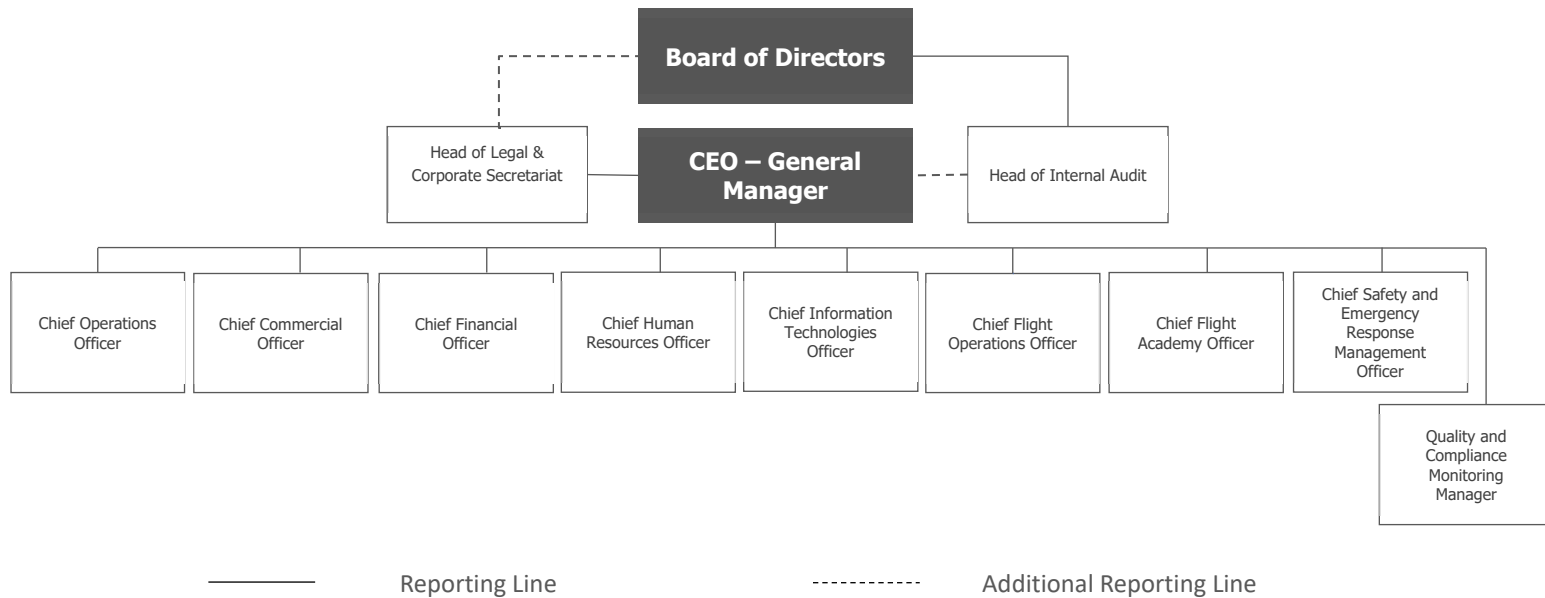 Board of Directors
Head of Legal &
Corporate Secretariat
CEO – General
Manager
Head of Internal Audit
Chief Operations
Officer
Chief Commercial
Officer
Chief Financial
Officer
Chief Human
Resources Officer
Chief Information
Technologies
Officer
Chief Flight
Operations Officer
Chief Flight
Academy Officer
Chief Safety and
Emergency
Response
Management
Officer
Quality and
Compliance
Monitoring
Manager
Reporting Line
Additional Reporting Line